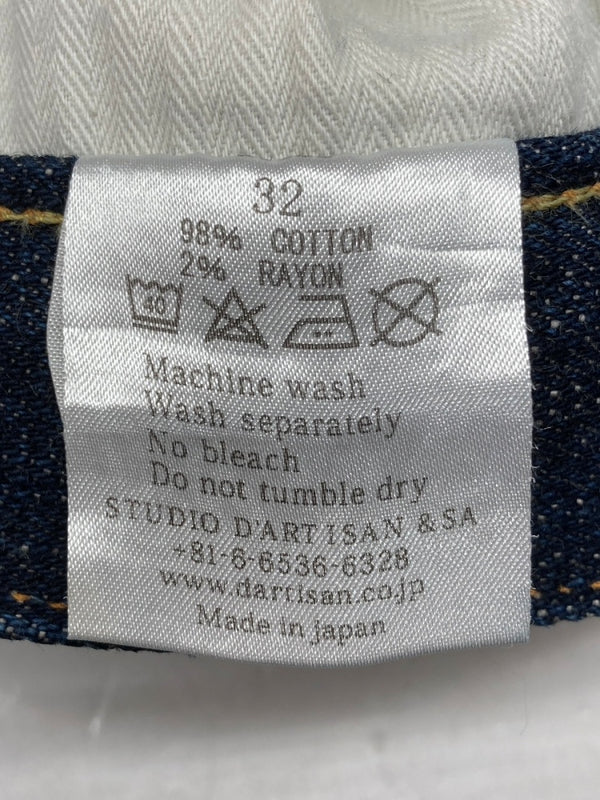 32
98% COTTON
2% RAYON
40
Machine wash
Wash separately
No bleach
Do not tumble dry
STUDIO D'ARTISAN & SA
+81-6-6536-6328
www.dartisan.co.jp
Made in japan